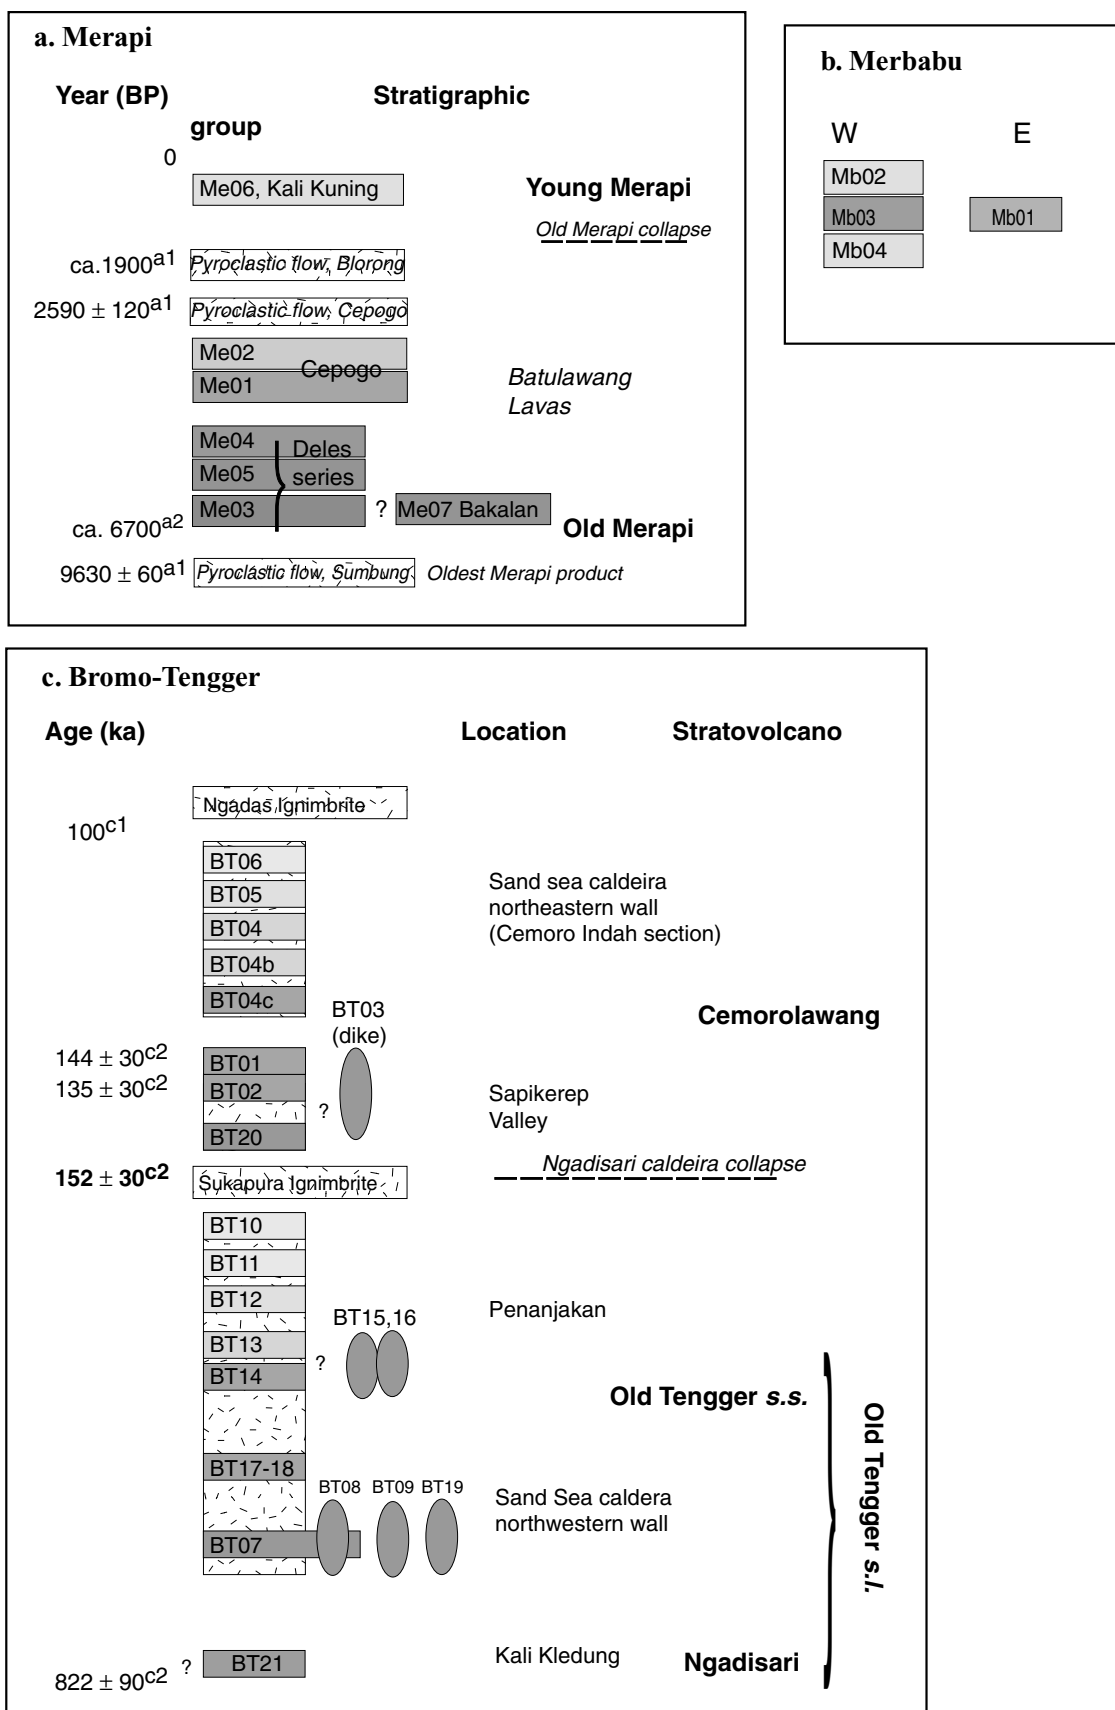 a. Merapi
Year (BP) Stratigraphic
group
0
Me06, Kali Kuning Young Merapi
Old Merapi collapse
ca.1900a1 Pyroclastic flow, Blorong
2590 ± 120a1 Pyroclastic flow, Cepogo
Me02
Cepogo
Me01
Batulawang
Lavas
Me04
Deles
Me05 series
Me03 ? Me07 Bakalan
ca. 6700a2 Old Merapi
9630 ± 60a1 Pyroclastic flow, Sumbung Oldest Merapi product
b. Merbabu
W E
Mb02
Mb03 Mb01
Mb04
c. Bromo-Tengger
Age (ka) Location Stratovolcano
Ngadas Ignimbrite
100c1
BT06
BT05
BT04
BT04b
BT04c
Sand sea caldeira
northeastern wall
(Cemoro Indah section)
BT03
(dike)
Cemorolawang
144 ± 30c2 BT01
135 ± 30c2 BT02
?
BT20
Sapikerep
Valley
Ngadisari caldeira collapse
152 ± 30c2 Sukapura Ignimbrite
BT10
BT11
BT12
BT13
BT14
?
BT15,16
Penanjakan
Old Tengger s.s.
BT17-18
BT08 BT09 BT19
BT07
Sand Sea caldera
northwestern wall
Old Tengger s.l.
Kali Kledung Ngadisari
? BT21
822 ± 90c2